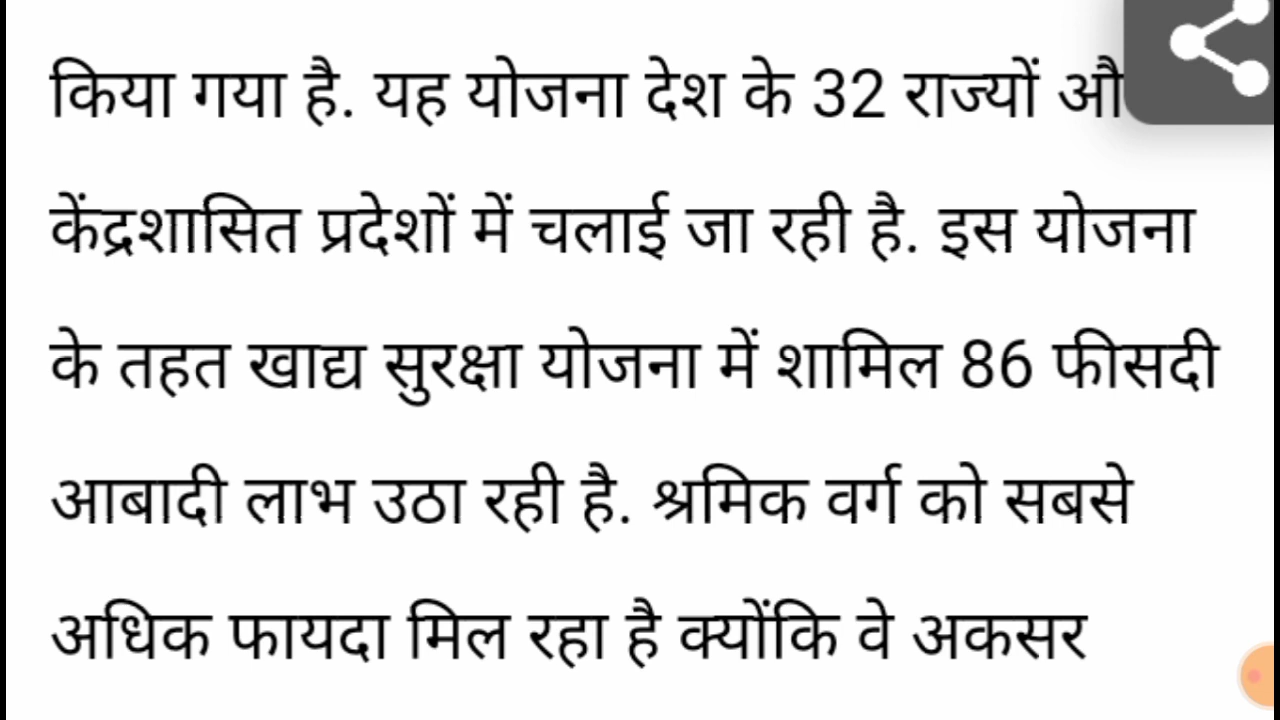 किया गया है. यह योजना देश के 32 राज्यों
केंद्रशासित प्रदेशों में चलाई जा रही है. इस योजना
के तहत खाद्य सुरक्षा योजना में शामिल 86 फीसदी
आबादी लाभ उठा रही है. श्रमिक वर्ग को सबसे
अधिक फायदा मिल रहा है क्योंकि वे अकसर